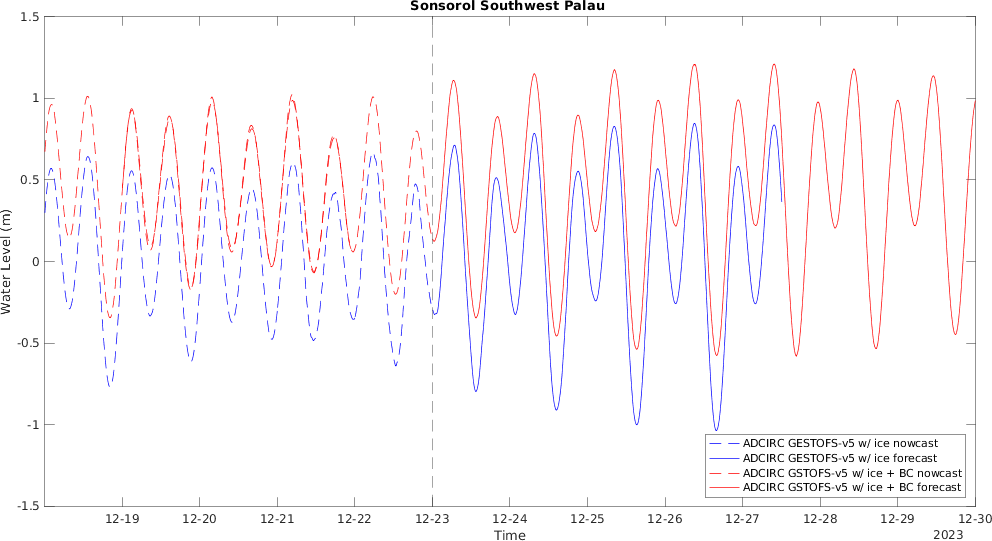 Sonsorol Southwest Palau
1.5
1
0.5
0
-0.5
-1
-1.5
Water Level (m)
12-19 12-20 12-21 12-22 12-23 12-24 12-25 12-26 12-27 12-28 12-29 12-30
Time
2023
ADCIRC GESTOFS-v5 w/ ice nowcast
ADCIRC GESTOFS-v5 w/ ice forecast
ADCIRC GSTOFS-v5 w/ ice + BC nowcast
ADCIRC GSTOFS-v5 w/ ice + BC forecast